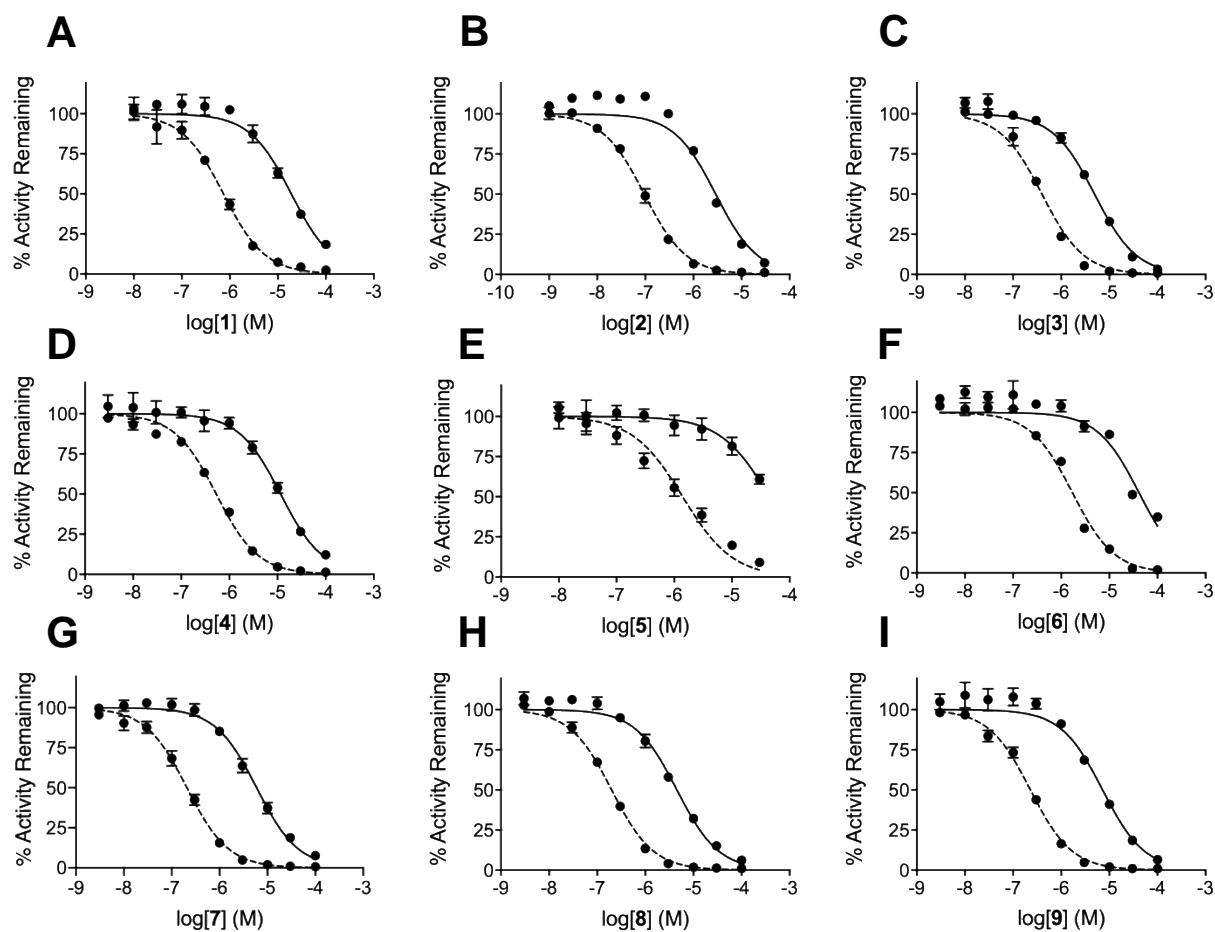 A
% Activity Remaining
100
75
50
25
0
-9 -8 -7 -6 -5 -4 -3
log[1] (M)
B
% Activity Remaining
100
75
50
25
0
-10 -9 -8 -7 -6 -5 -4
log[2] (M)
C
% Activity Remaining
100
75
50
25
0
-9 -8 -7 -6 -5 -4 -3
log[3] (M)
D
% Activity Remaining
100
75
50
25
0
-9 -8 -7 -6 -5 -4 -3
log[4] (M)
E
% Activity Remaining
100
75
50
25
0
-9 -8 -7 -6 -5 -4
log[5] (M)
F
% Activity Remaining
100
75
50
25
0
-9 -8 -7 -6 -5 -4 -3
log[6] (M)
G
% Activity Remaining
100
75
50
25
0
-9 -8 -7 -6 -5 -4 -3
log[7] (M)
H
% Activity Remaining
100
75
50
25
0
-9 -8 -7 -6 -5 -4 -3
log[8] (M)
I
% Activity Remaining
100
75
50
25
0
-9 -8 -7 -6 -5 -4 -3
log[9] (M)